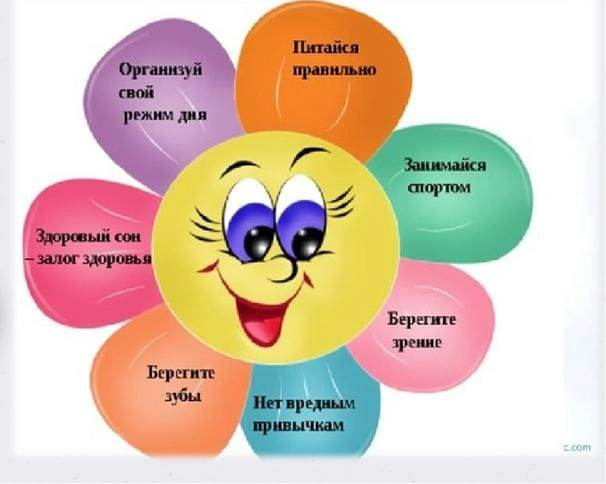 Питайся
правильно
Занимайся
спортом
Берегите
зрение
Нет вредным
привычкам
Берегите
зубы
Здоровый сон
– залог здоровья
Организуй
свой
режим дня
c.com